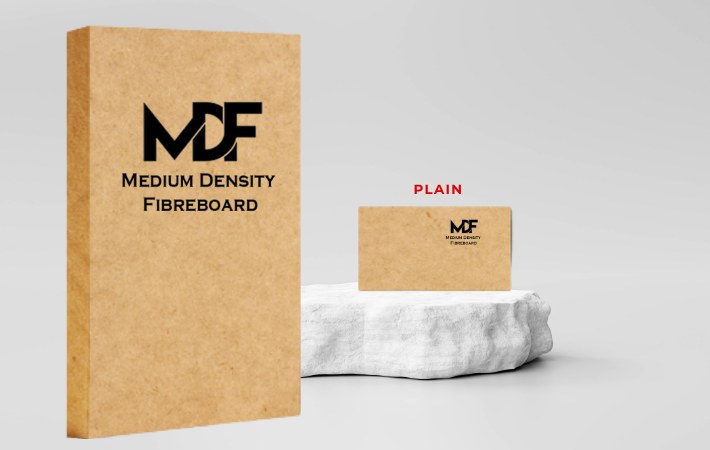 MDF
MEDIUM DENSITY
FIBREBOARD
PLAIN
MDF
MEDIUM DENSITY
FIBREBOARD